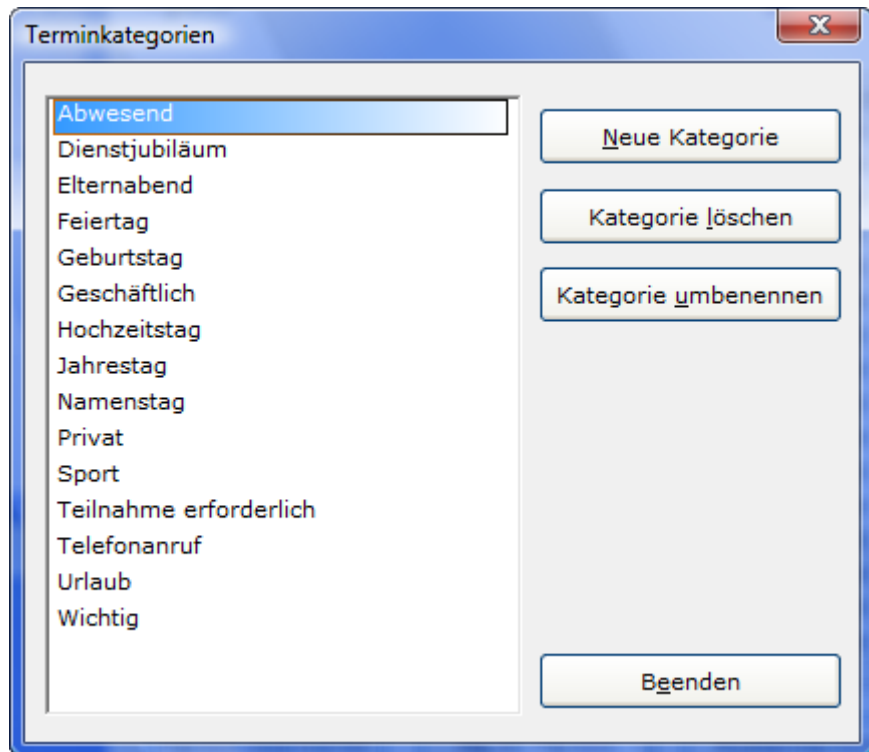 Terminkategorien
Abwesend
Dienstjubiläum
Elternabend
Feiertag
Geburtstag
Geschäftlich
Hochzeitstag
Jahrestag
Namenstag
Privat
Sport
Teilnahme erforderlich
Telefonanruf
Urlaub
Wichtig
Neue Kategorie
Kategorie löschen
Kategorie umbenennen
Beenden